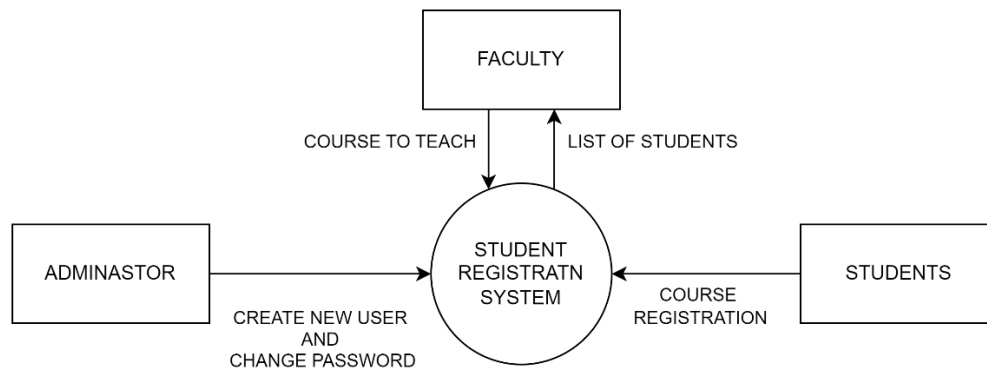 FACULTY
COURSE TO TEACH
LIST OF STUDENTS
ADMINASTOR
STUDENT
REGISTRATN
SYSTEM
STUDENTS
CREATE NEW USER
AND
CHANGE PASSWORD
COURSE
REGISTRATION